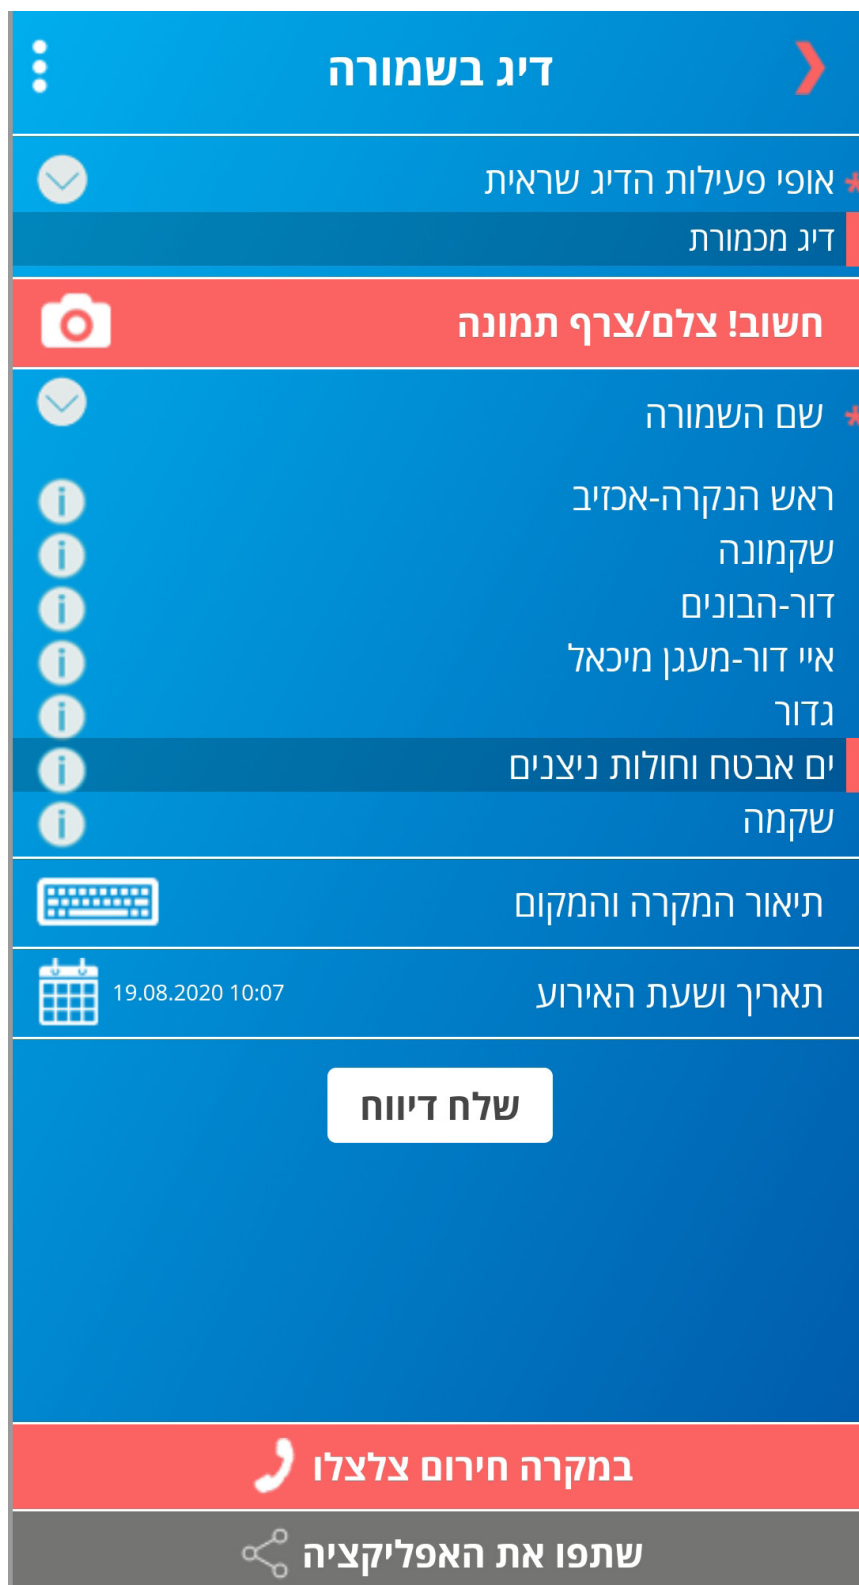 דיג בשמורה
* אופי פעילות הדיג שראית
דיג מכמורת
חשוב! צלם/צרף תמונה
* שם השמורה
ראש הנקרה-אכזיב
שקמונה
דור-הבונים
איי דור-מעגן מיכאל
גדור
ים אבטח וחולות ניצנים
שקמה
תיאור המקרה והמקום
תאריך ושעת האירוע 19.08.2020 10:07
שלח דיווח
במקרה חירום צלצלו
שתפו את האפליקציה